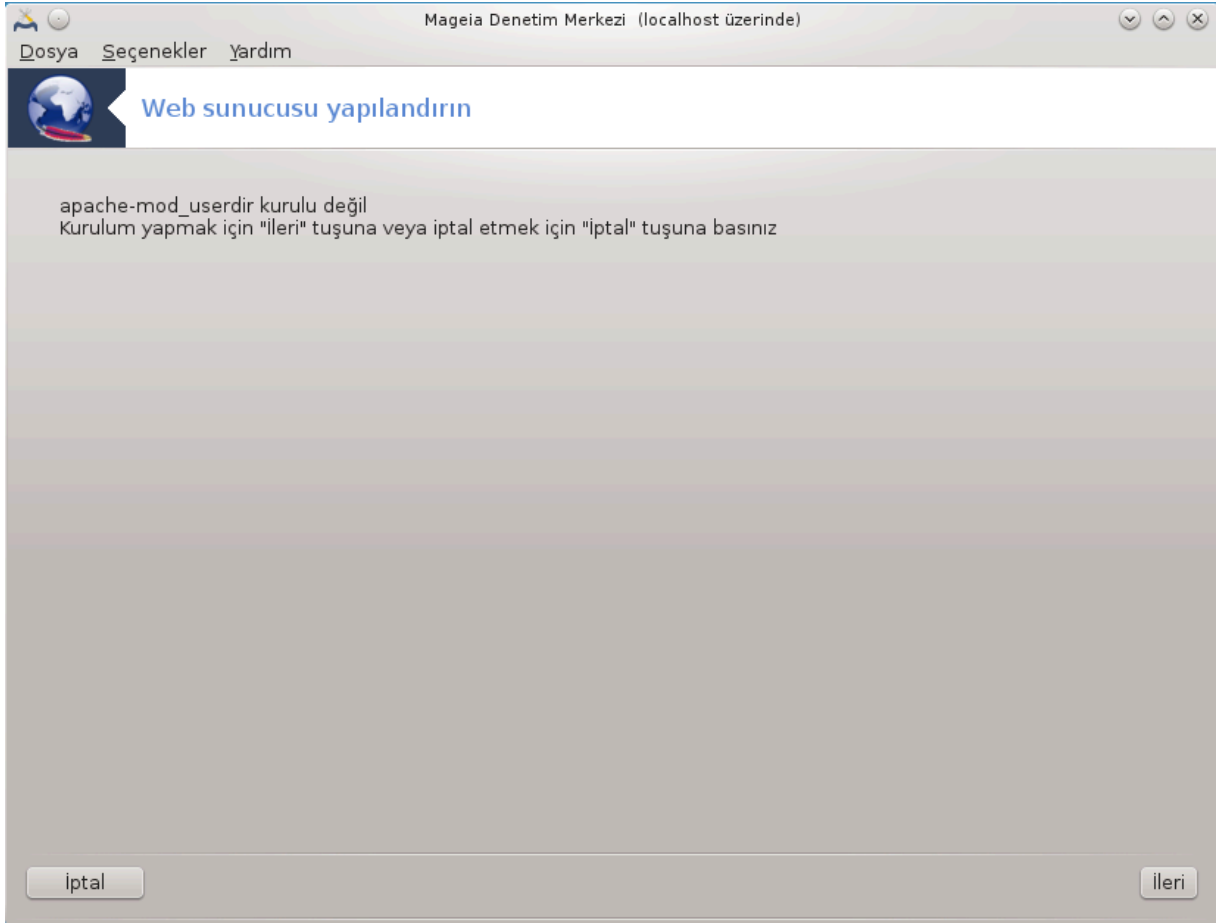 Mageia Denetim Merkezi (localhost üzerinde)
Dosya Seçenekler Yardım
Web sunucusu yapılandırın
apache-mod_userdir kurulu değil
Kurulum yapmak için "İleri" tuşuna veya iptal etmek için "İptal" tuşuna basınız
İptal İleri